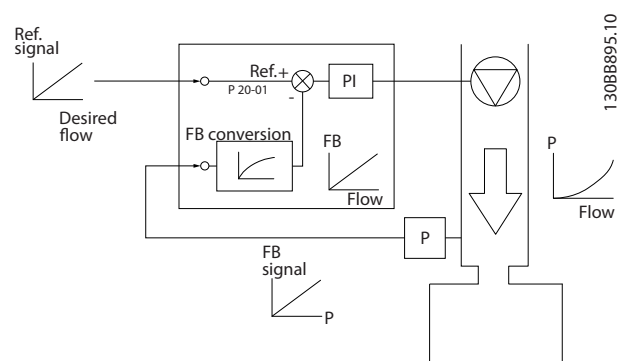 Ref.
signal
Desired
flow
Ref.+
P 20-01
-
PI
FB conversion
FB
Flow
P
FB
signal
P
P
Flow
130BB895.10